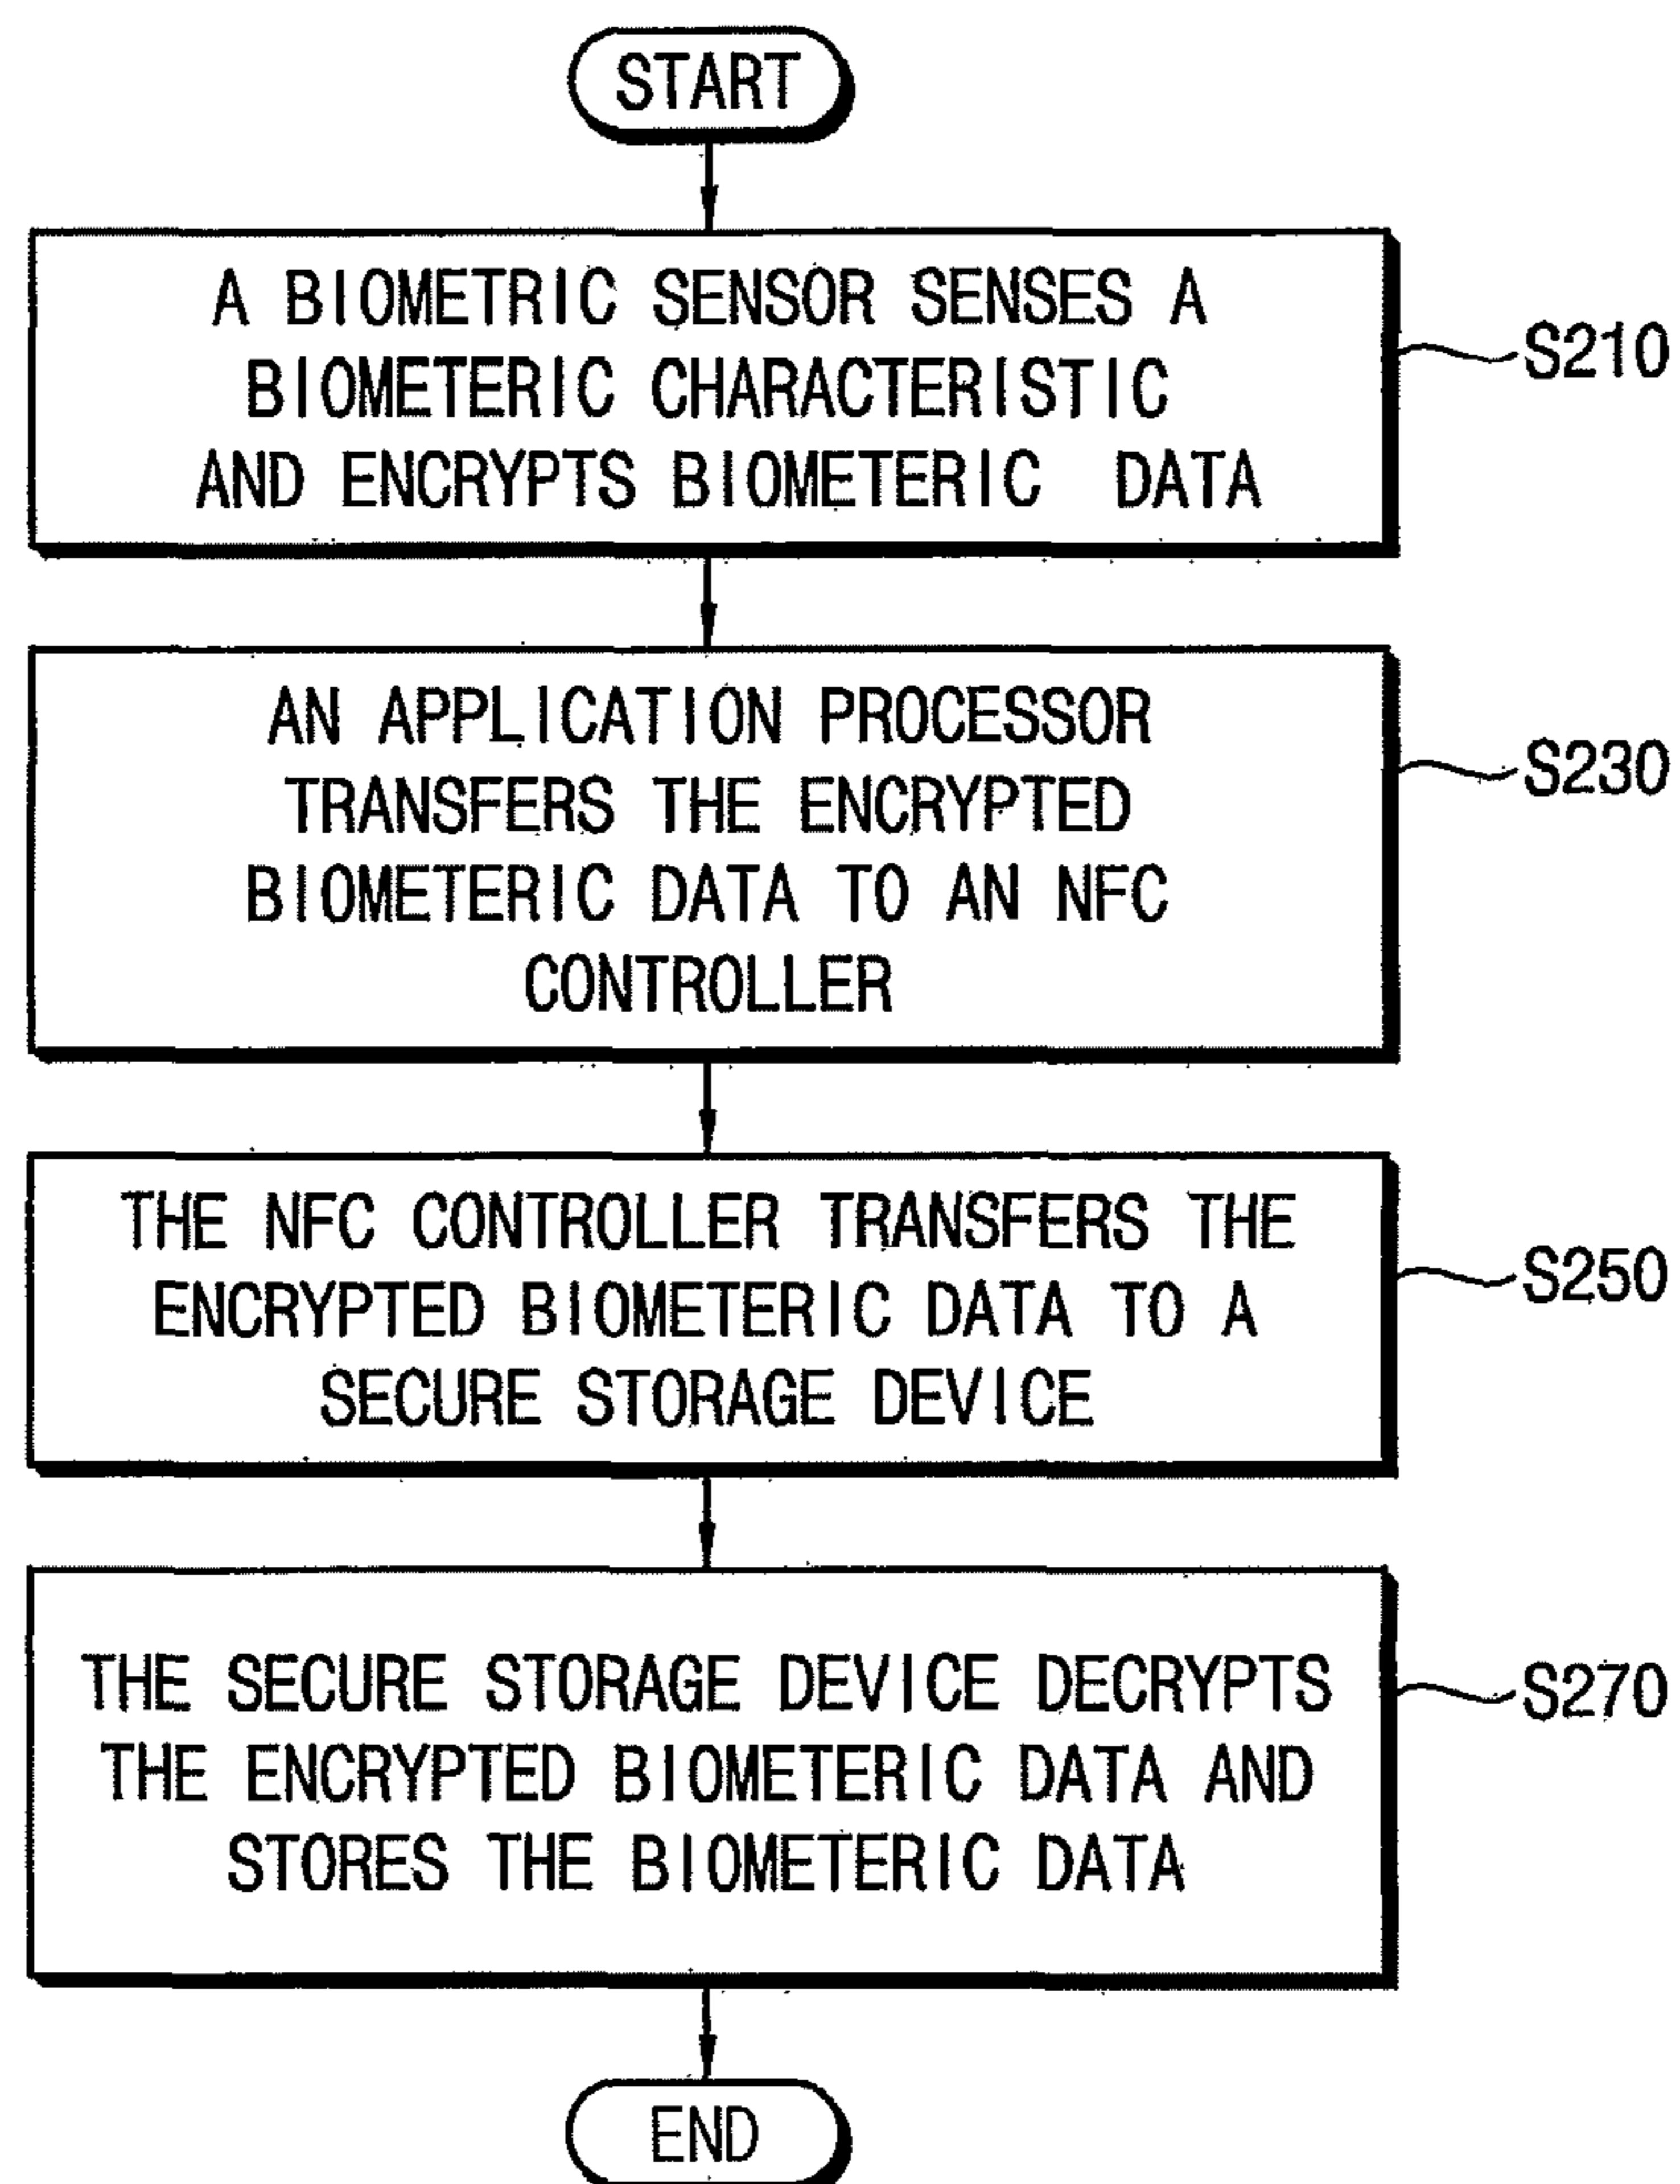 START
A BIOMETRIC SENSOR SENSES A
BIOMETERIC CHARACTERISTIC
AND ENCRYPTS BIOMETERIC DATA
S210
AN APPLICATION PROCESSOR
TRANSFERS THE ENCRYPTED
BIOMETERIC DATA TO AN NFC
CONTROLLER
S230
THE NFC CONTROLLER TRANSFERS THE
ENCRYPTED BIOMETERIC DATA TO A
SECURE STORAGE DEVICE
S250
THE SECURE STORAGE DEVICE DECRYPTS
THE ENCRYPTED BIOMETERIC DATA AND
STORES THE BIOMETERIC DATA
S270
END